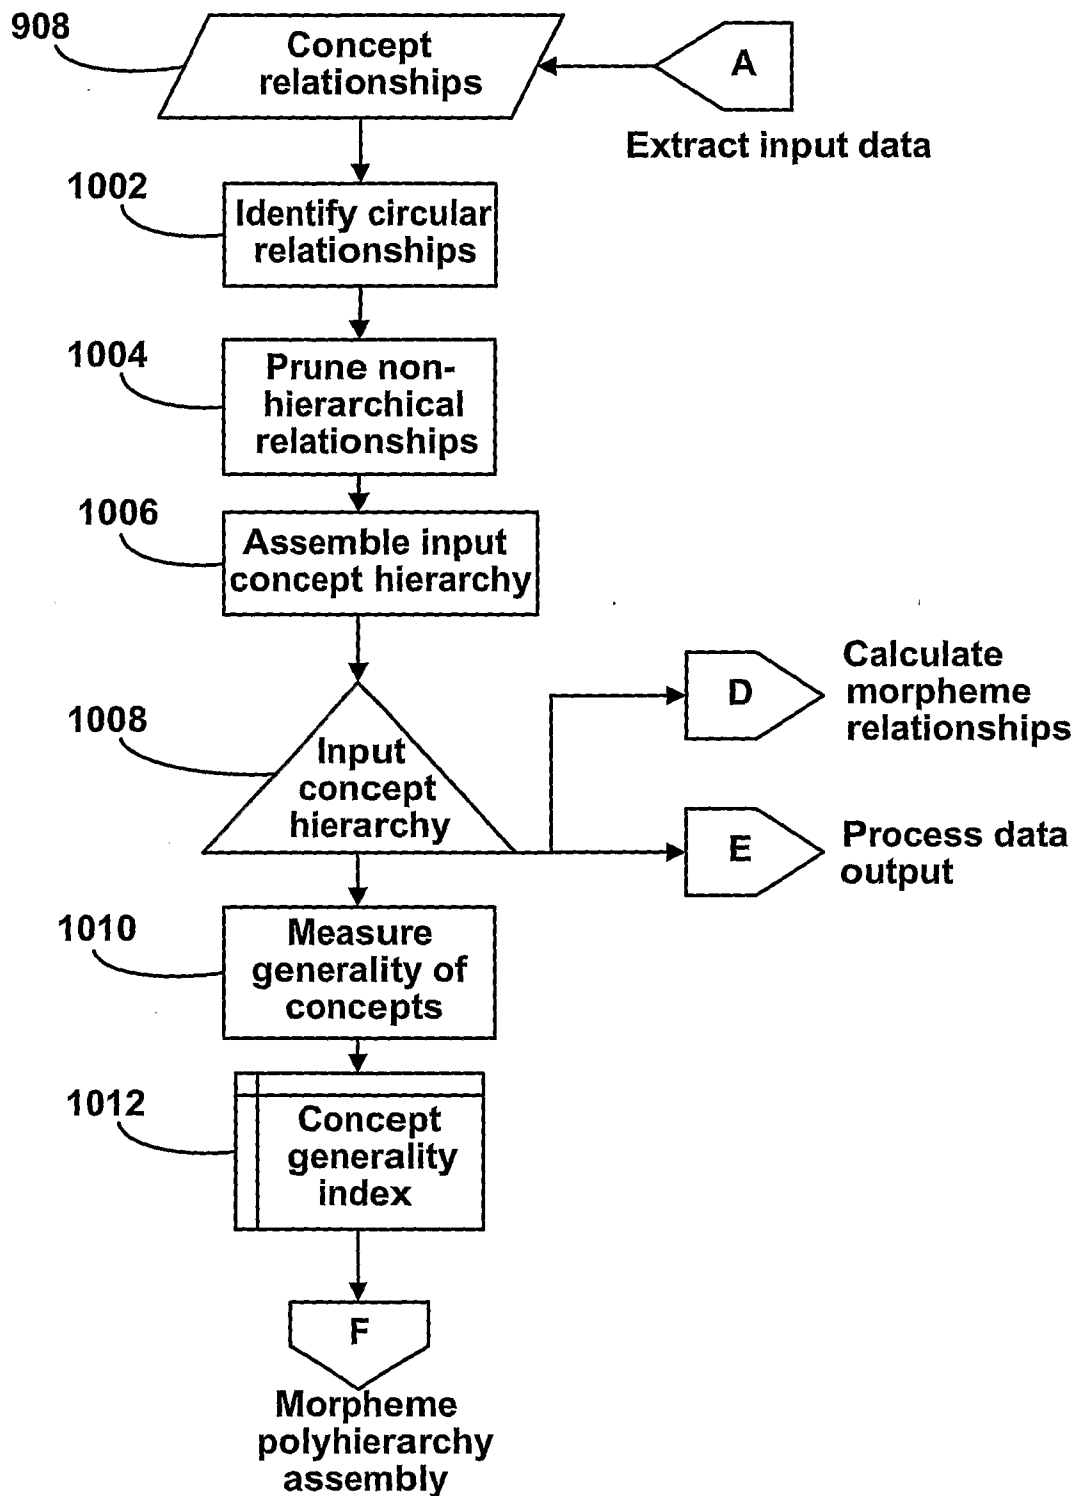 908
Concept
relationships
A
Extract input data
1002
Identify circular
relationships
1004
Prune non-
hierarchical
relationships
1006
Assemble input
concept hierarchy
1008
Input
concept
hierarchy
D
Calculate
morpheme
relationships
E
Process data
output
1010
Measure
generality of
concepts
1012
Concept
generality
index
F
Morpheme
polyhierarchy
assembly